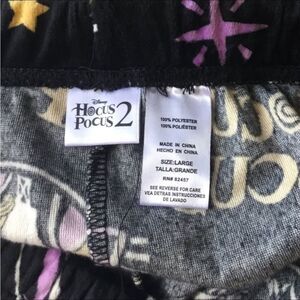 Disney
HOCUS
POCUS 2
100% POLYESTER
100% POLIÉSTER
MADE IN CHINA
HECHO EN CHINA
SIZE:LARGE
TALLA:GRANDE
RN# 82457
SEE REVERSE FOR CARE
VEA DETRAS INSTRUCCIONES
DE LAVADO